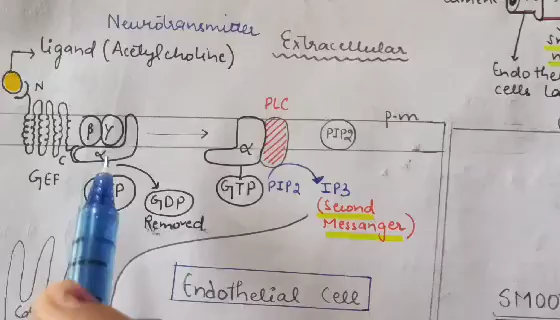 Neurotransmitter
Ligand (Acetylcholine)
Extracellular
N
PLC
P-m
β γ
PIP2
α
α
C
GEF
GTP
PIP2
IP3
GDP
Removed
(Second
Messanger)
Endothelial Cell
Endothe
cells La
SMOO